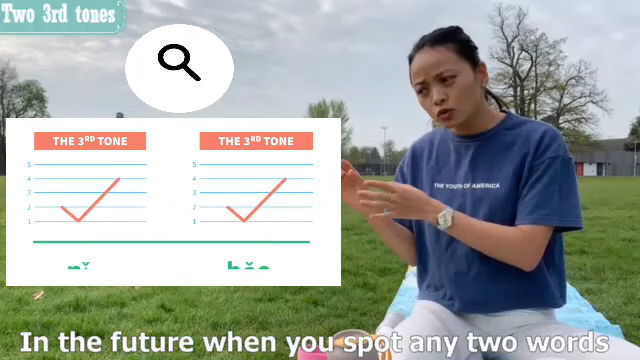 Two 3rd tones
THE 3RD TONE
5
4
3
2
1
THE 3RD TONE
5
4
3
2
1
THE YOUTH OF AMERICA
In the future when you spot any two words